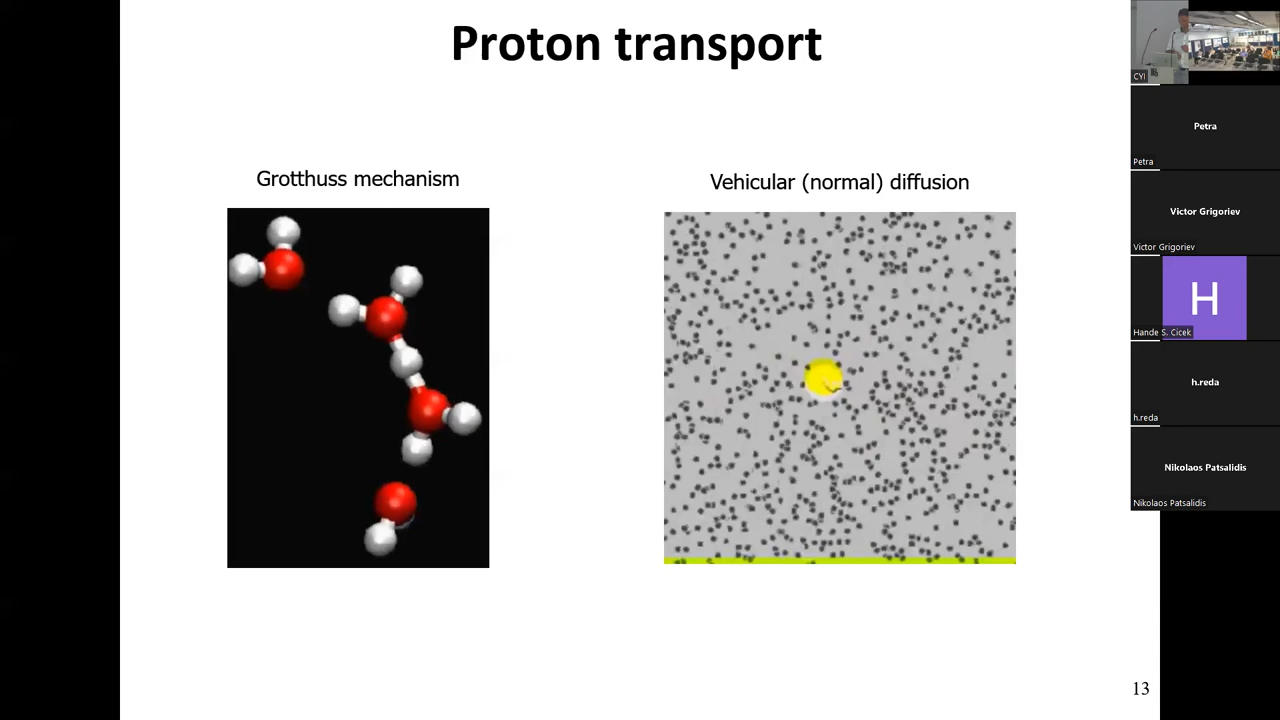 Proton transport
Grotthuss mechanism
Vehicular (normal) diffusion
13
CYI
Petra
Petra
Victor Grigoriev
Victor Grigoriev
H
Hande S. Cicek
h.reda
h.reda
Nikolaos Patsalidis
Nikolaos Patsalidis